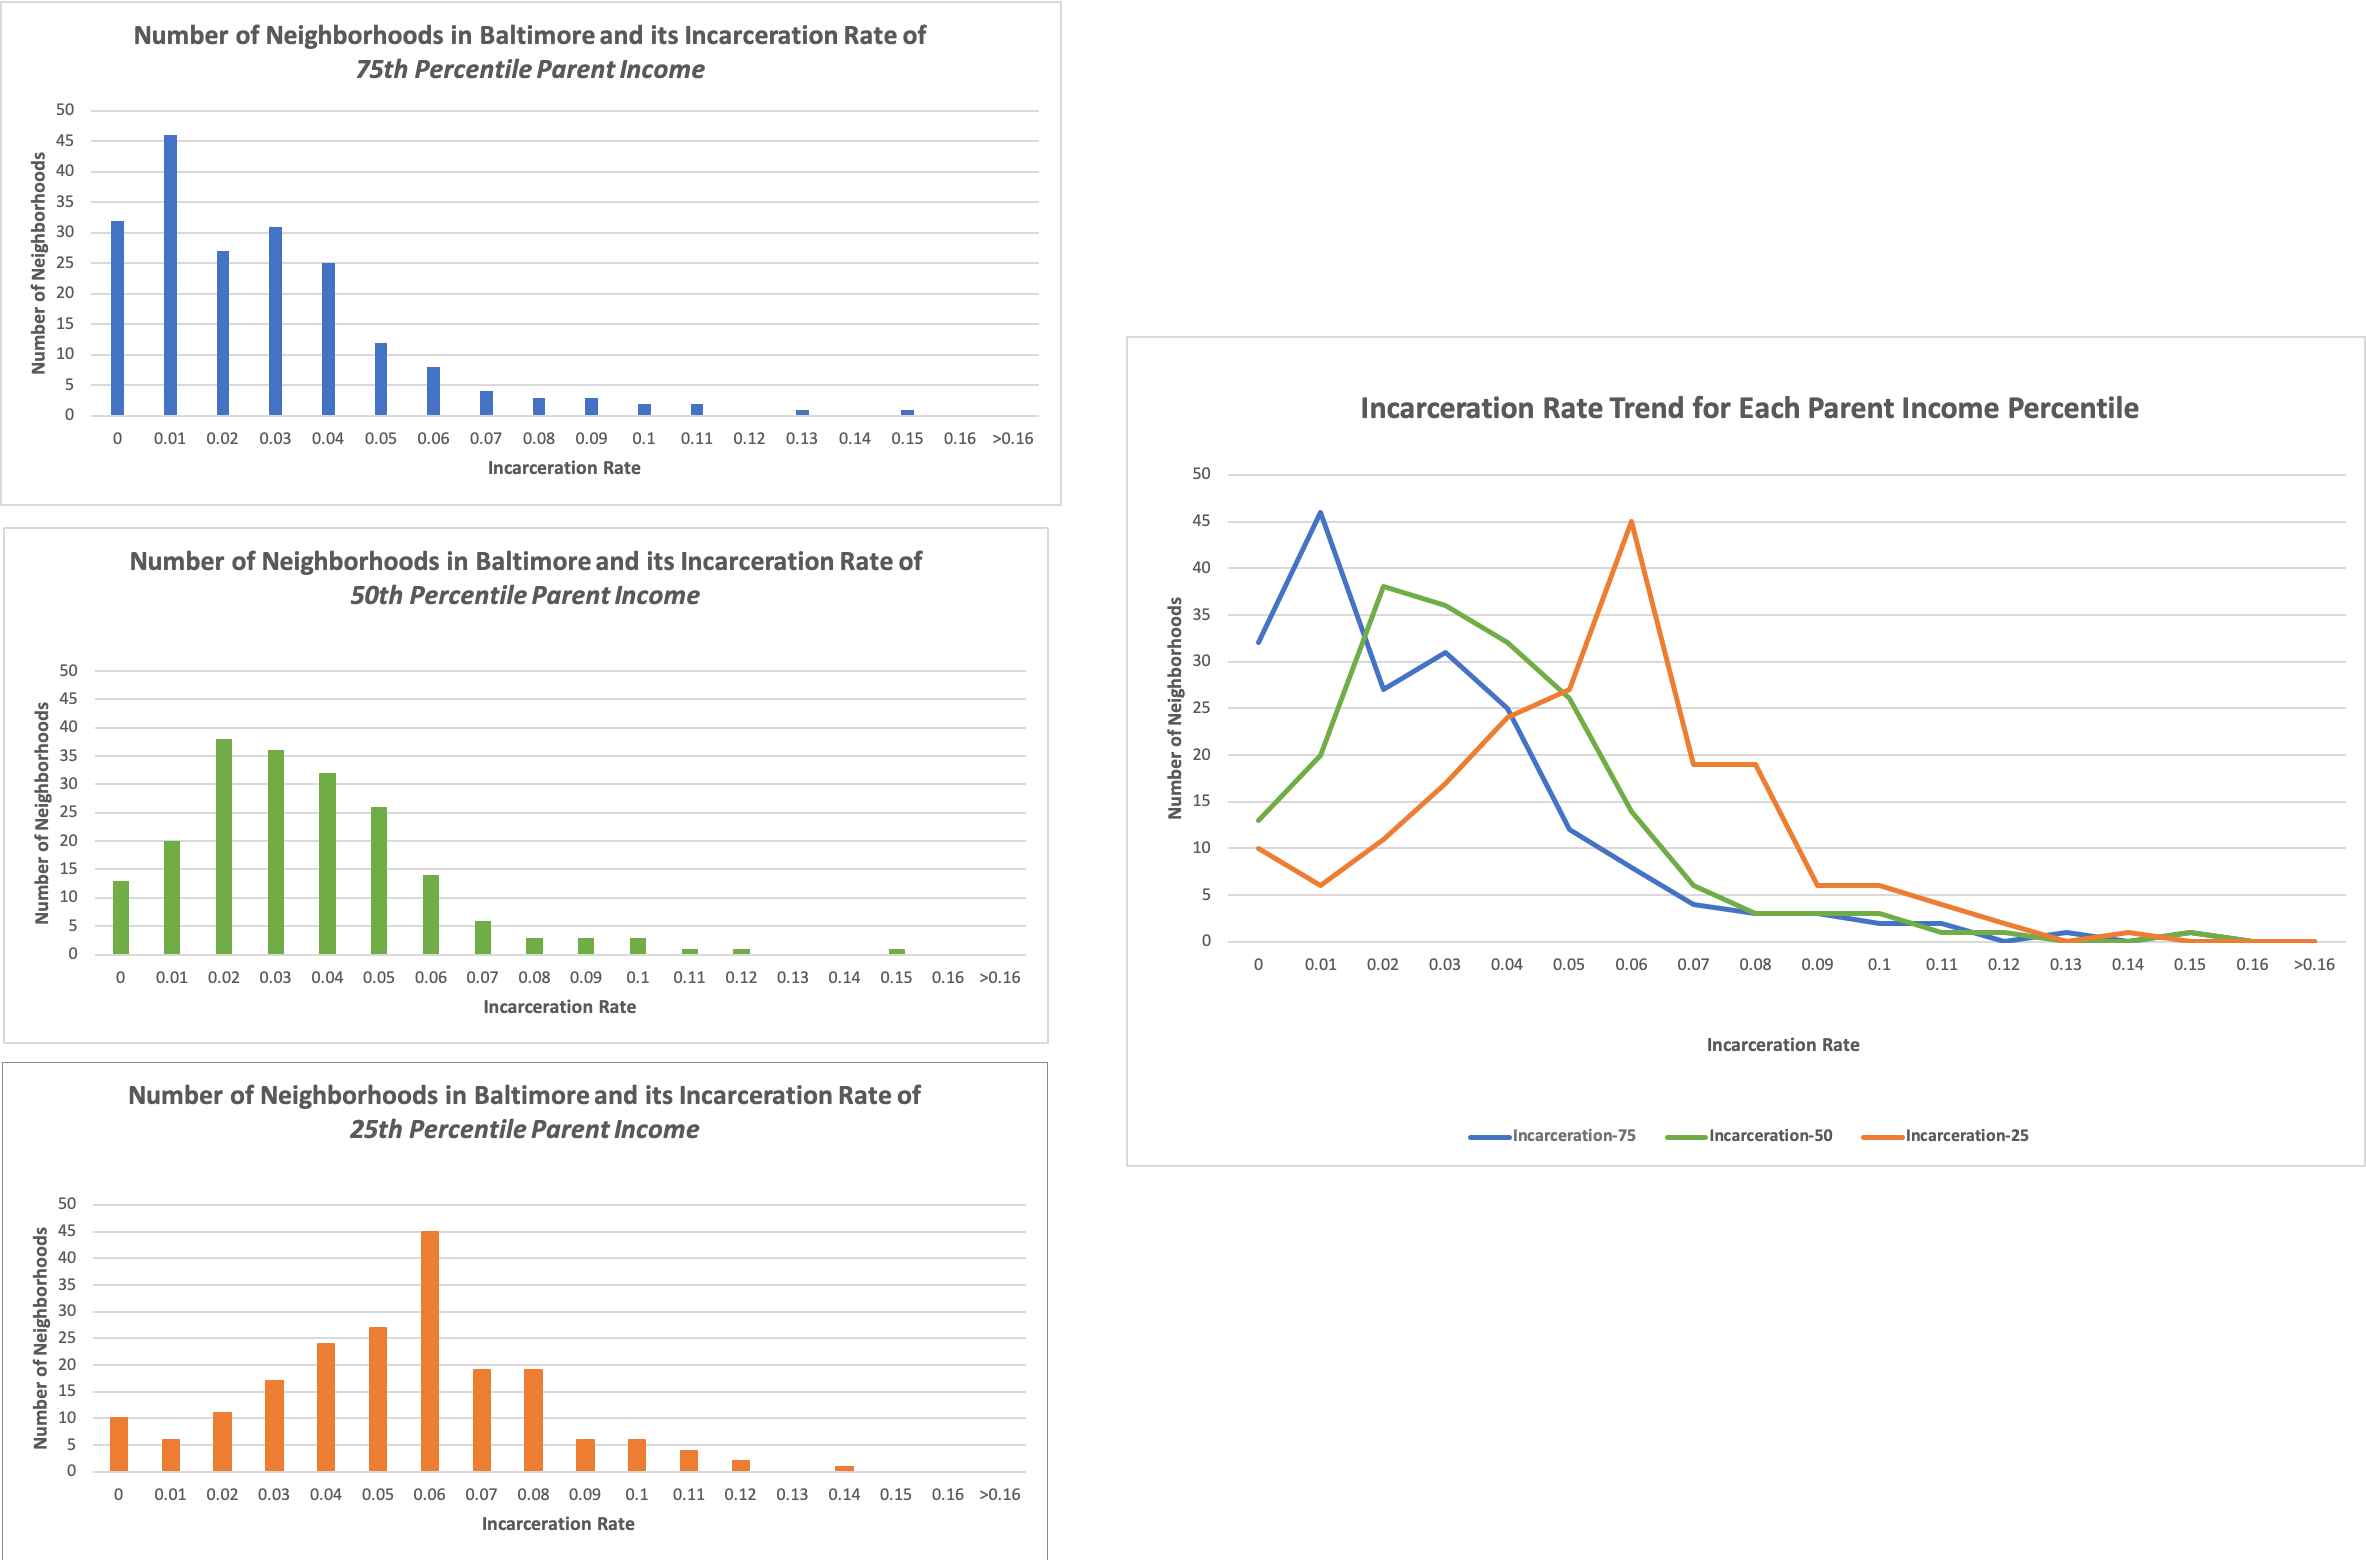 Number of Neighborhoods in Baltimore and its Incarceration Rate of
75th Percentile Parent Income
Number of Neighborhoods
50
45
40
35
30
25
20
15
10
5
0
0 0.01 0.02 0.03 0.04 0.05 0.06 0.07 0.08 0.09 0.1 0.11 0.12 0.13 0.14 0.15 0.16 >0.16
Incarceration Rate
Number of Neighborhoods in Baltimore and its Incarceration Rate of
50th Percentile Parent Income
Number of Neighborhoods
50
45
40
35
30
25
20
15
10
5
0
0 0.01 0.02 0.03 0.04 0.05 0.06 0.07 0.08 0.09 0.1 0.11 0.12 0.13 0.14 0.15 0.16 >0.16
Incarceration Rate
Number of Neighborhoods in Baltimore and its Incarceration Rate of
25th Percentile Parent Income
Number of Neighborhoods
50
45
40
35
30
25
20
15
10
5
0
0 0.01 0.02 0.03 0.04 0.05 0.06 0.07 0.08 0.09 0.1 0.11 0.12 0.13 0.14 0.15 0.16 >0.16
Incarceration Rate
Incarceration Rate Trend for Each Parent Income Percentile
Number of Neighborhoods
50
45
40
35
30
25
20
15
10
5
0
0 0.01 0.02 0.03 0.04 0.05 0.06 0.07 0.08 0.09 0.1 0.11 0.12 0.13 0.14 0.15 0.16 >0.16
Incarceration Rate
Incarceration-75 Incarceration-50 Incarceration-25